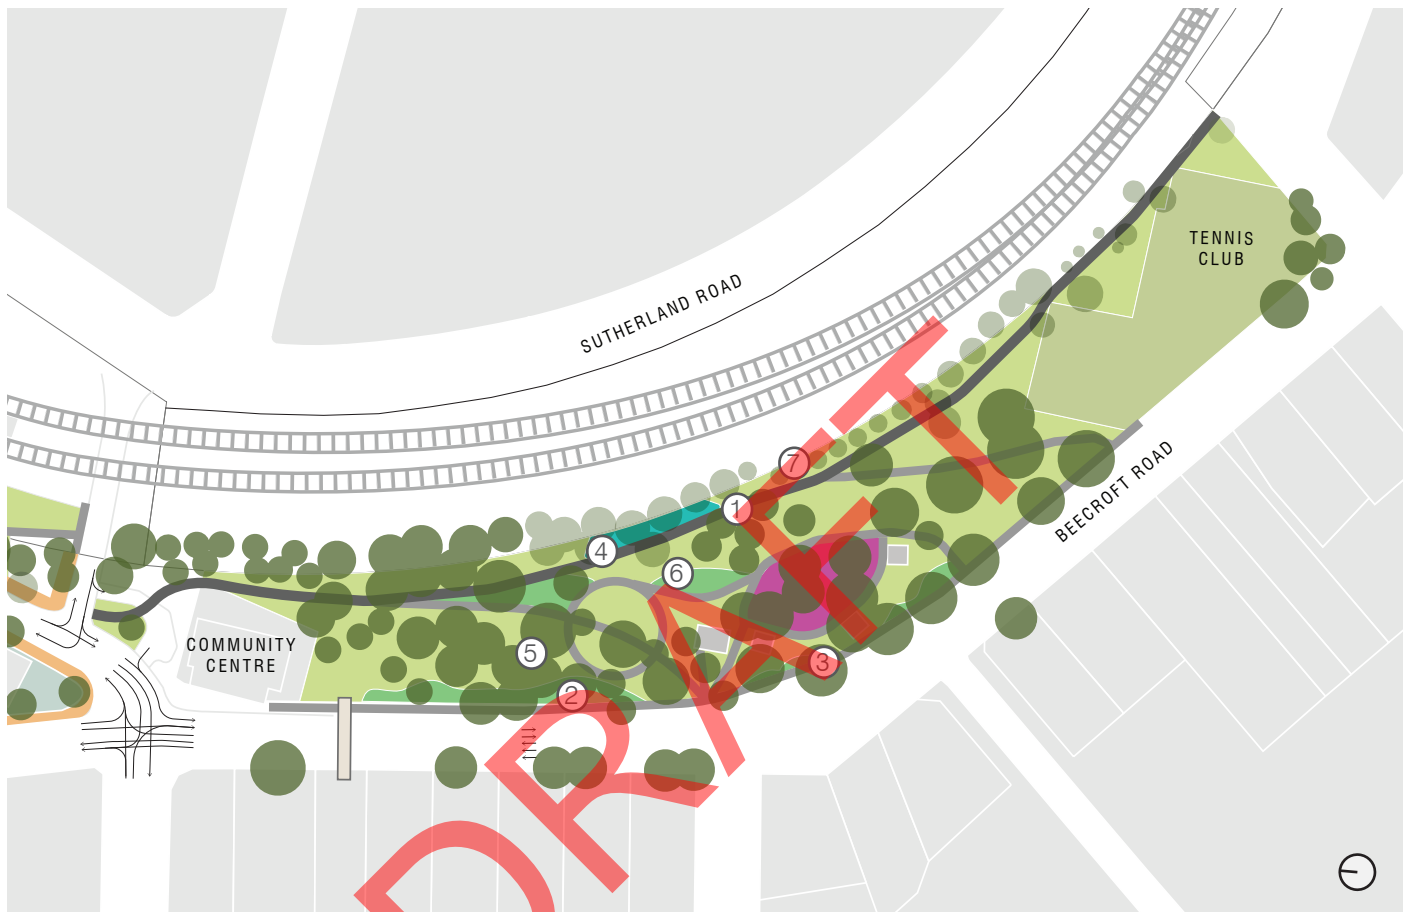 SUTHERLAND ROAD
TENNIS
CLUB
BEECROFT ROAD
7
1
4
6
5
3
2
COMMUNITY
CENTRE
DRAFT